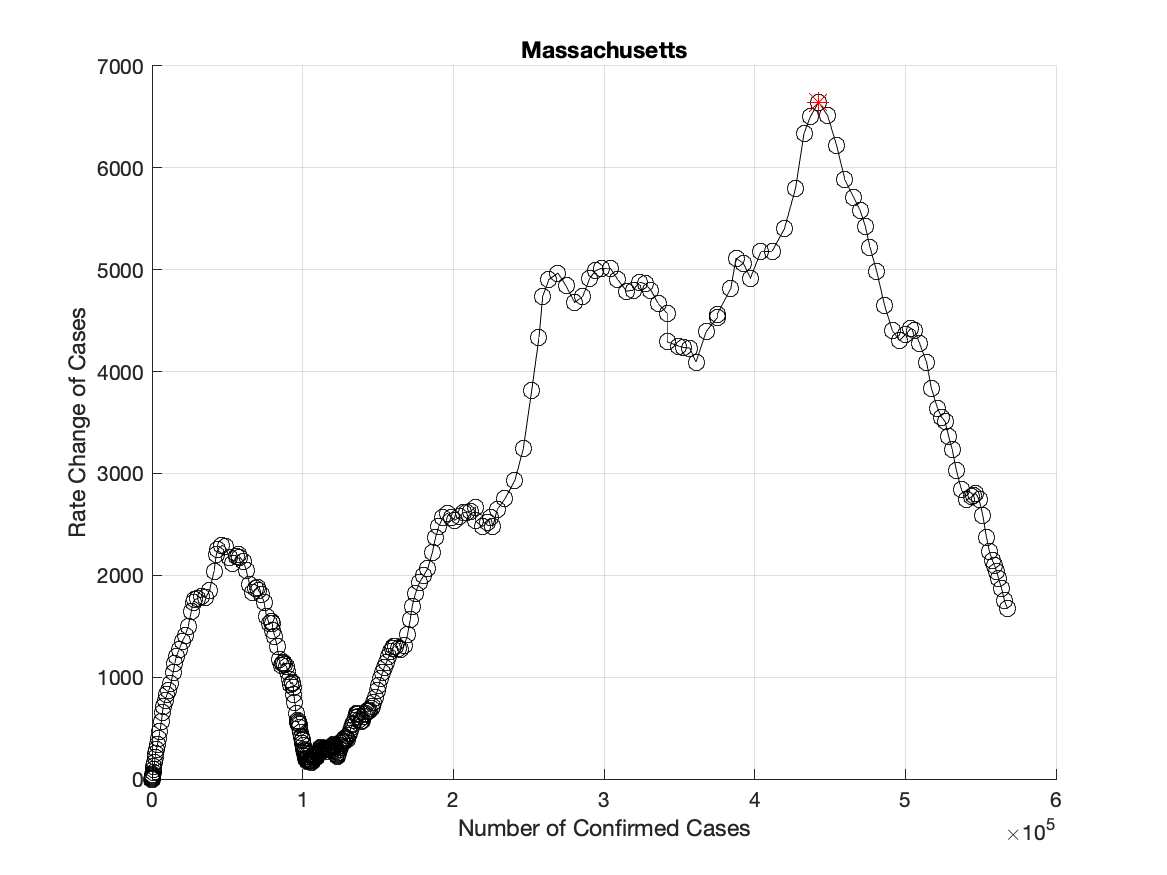 Massachusetts
7000
6000
5000
4000
3000
2000
1000
0
Rate Change of Cases
0 1 2 3 4 5 6
Number of Confirmed Cases
×10^5